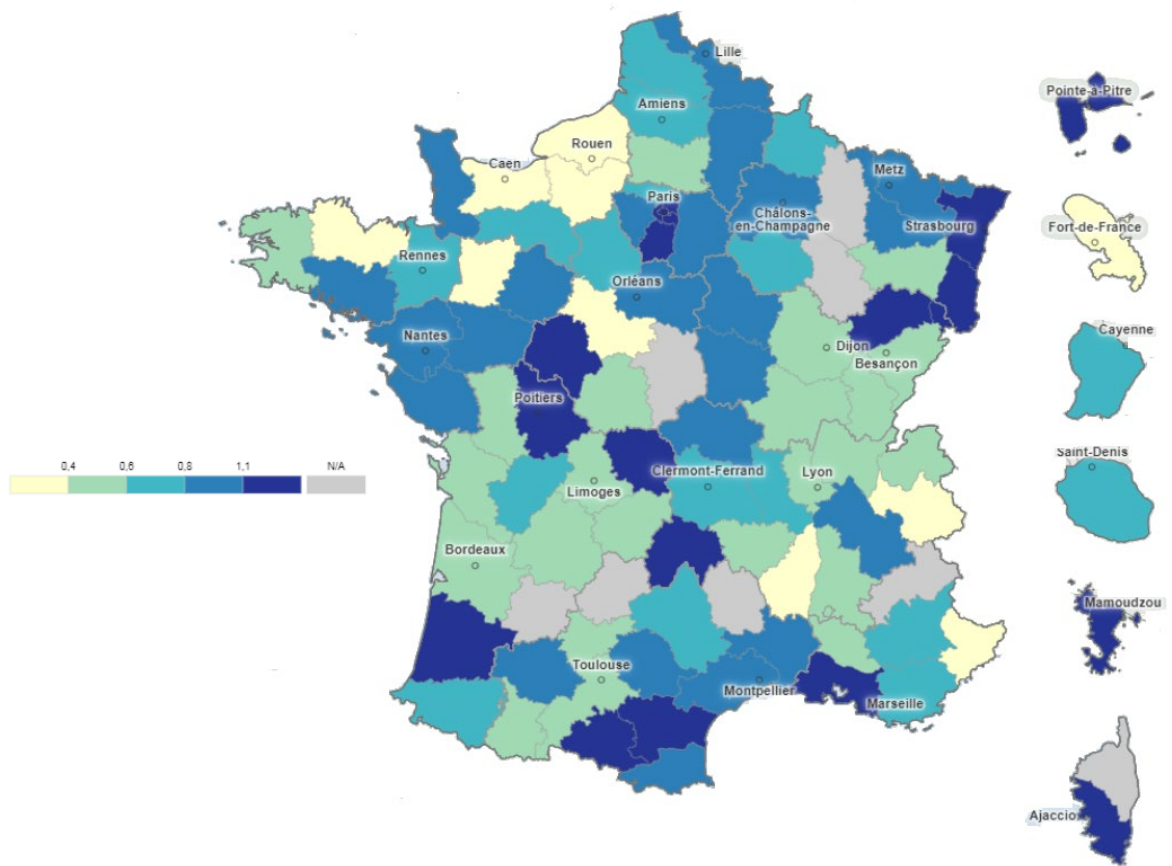 Lille
Pointe-à-Pitre
Amiens
Rouen
Caen
Metz
Paris
Châlons-
en-Champagne
Strasbourg
Fort-de-France
Rennes
Orléans
Nantes
Dijon
Besançon
Cayenne
Poitiers
0,4 0,6 0,8 1,1 N/A
Clermont-Ferrand
Lyon
Limoges
Saint-Denis
Bordeaux
Mamoudzou
Toulouse
Montpellier
Marseille
Ajaccio